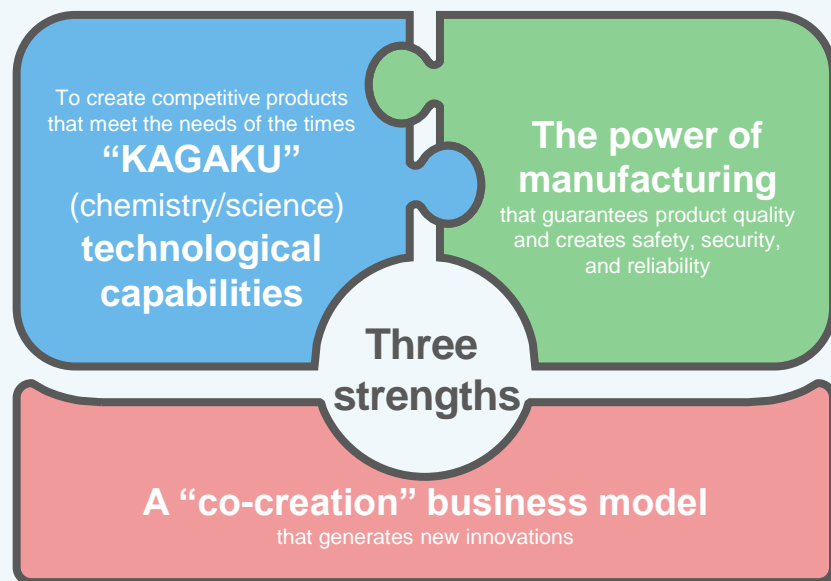 To create competitive products
that meet the needs of the times
“KAGAKU”
(chemistry/science)
technological
capabilities
The power of
manufacturing
that guarantees product quality
and creates safety, security,
and reliability
Three
strengths
A “co-creation” business model
that generates new innovations